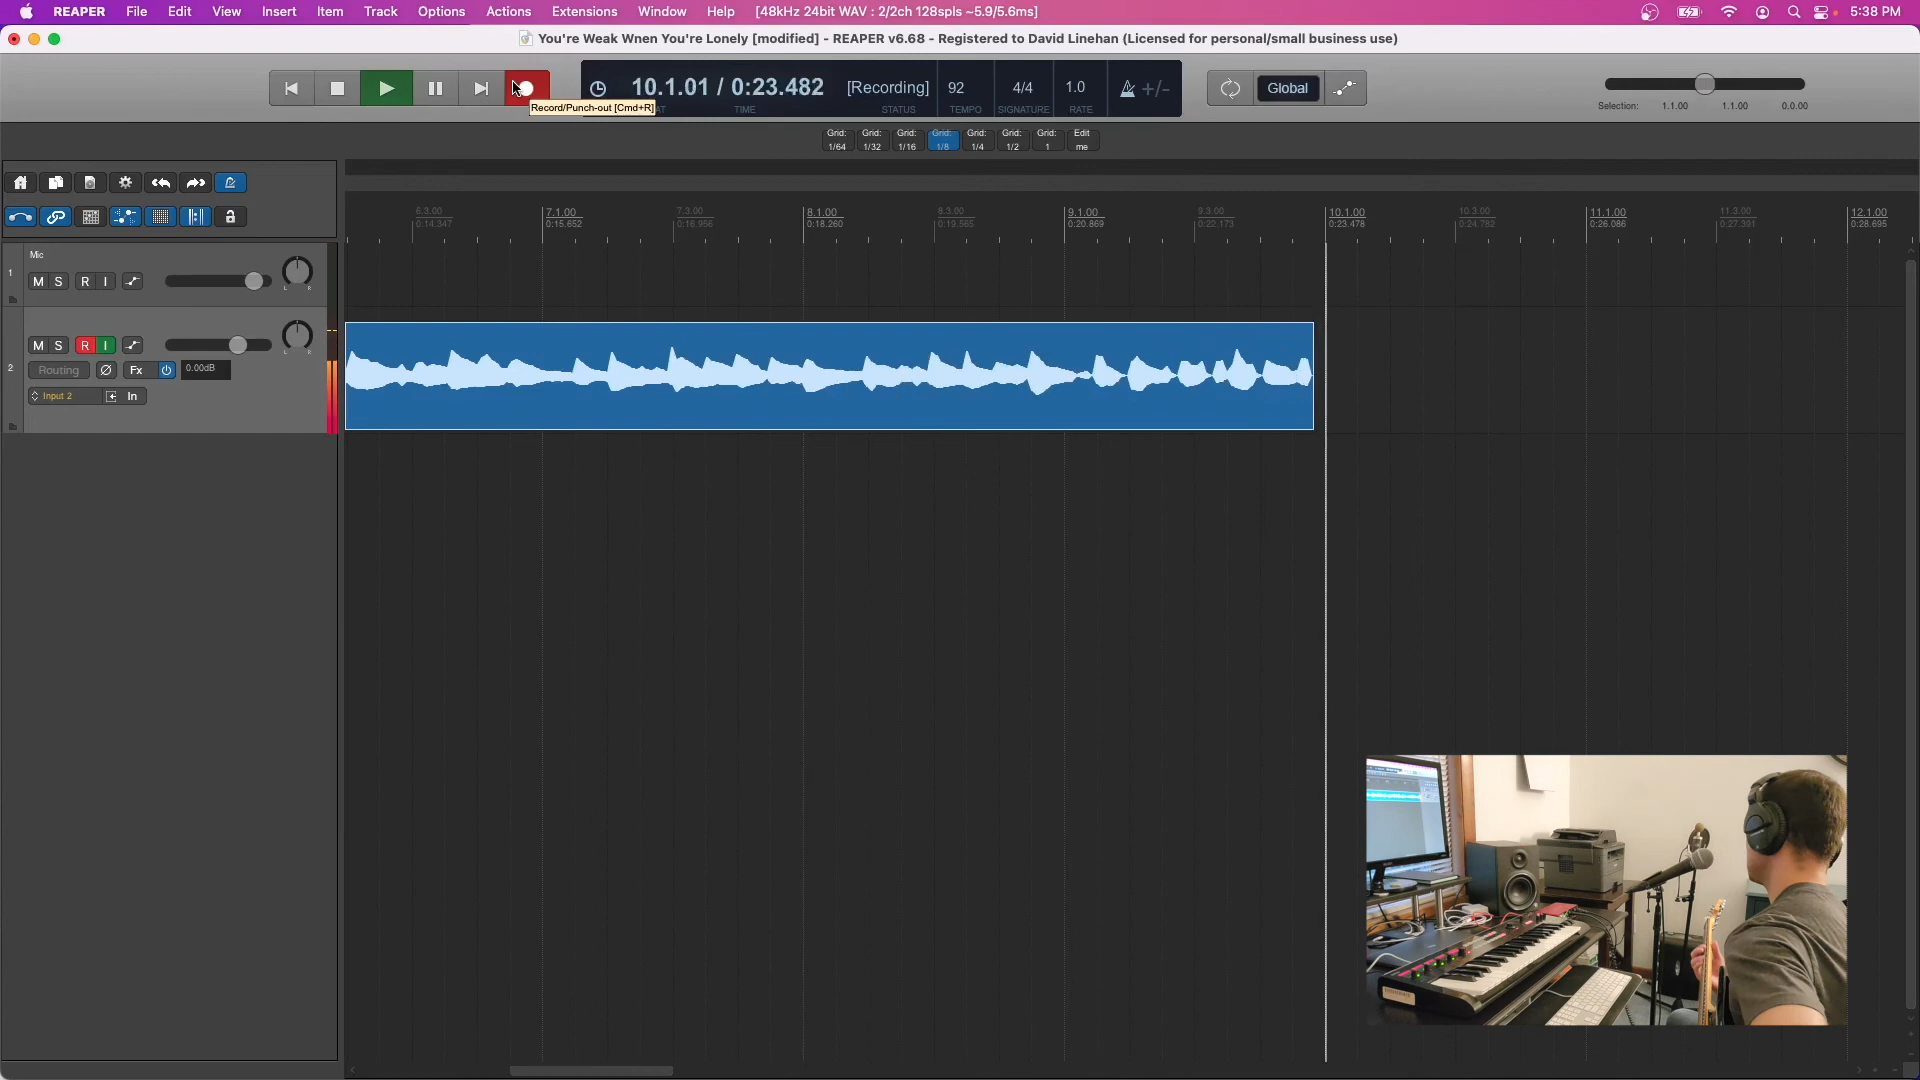 REAPER File Edit View Insert Item Track Options Actions Extensions Window Help [48kHz 24bit WAV : 2/2ch 128spls ~5.9/5.6ms] 5:38 PM
You're Weak Wnen You're Lonely [modified] - REAPER v6.68 - Registered to David Linehan (Licensed for personal/small business use)
10.1.01 / 0:23.482 [Recording] 92 4/4 1.0 +/- Global
Record/Punch-out [Cmd+R] AT TIME STATUS TEMPO SIGNATURE RATE Selection: 1.1.00 1.1.00 0.0.00
Grid: Grid: Grid: Grid: Grid: Grid: Grid: Edit
1/64 1/32 1/16 1/8 1/4 1/2 1 me
6.3.00 7.1.00 7.3.00 8.1.00 8.3.00 9.1.00 9.3.00 10.1.00 10.3.00 11.1.00 11.3.00 12.1.00
0:14.347 0:15.652 0:16.956 0:18.260 0:19.565 0:20.869 0:22.173 0:23.478 0:24.782 0:26.086 0:27.391 0:28.695
Mic
1 M S R I L R
M S R I L R
2 Routing Ø Fx 0.00dB
Input 2 In